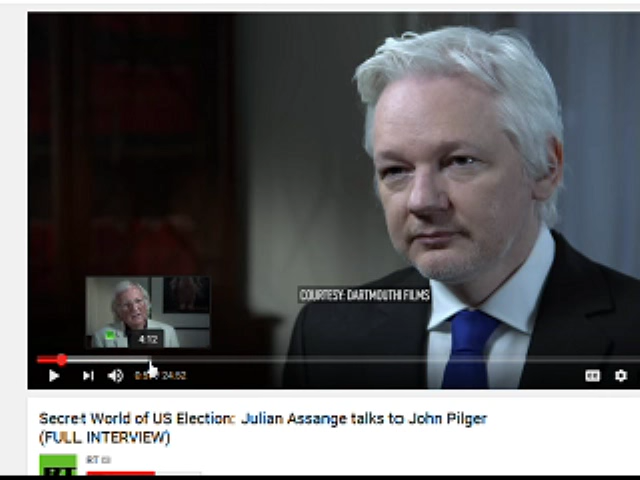 COURTESY: DARTMOUTH FILMS
4:12
24:52
Secret World of US Election: Julian Assange talks to John Pilger
(FULL INTERVIEW)
RT